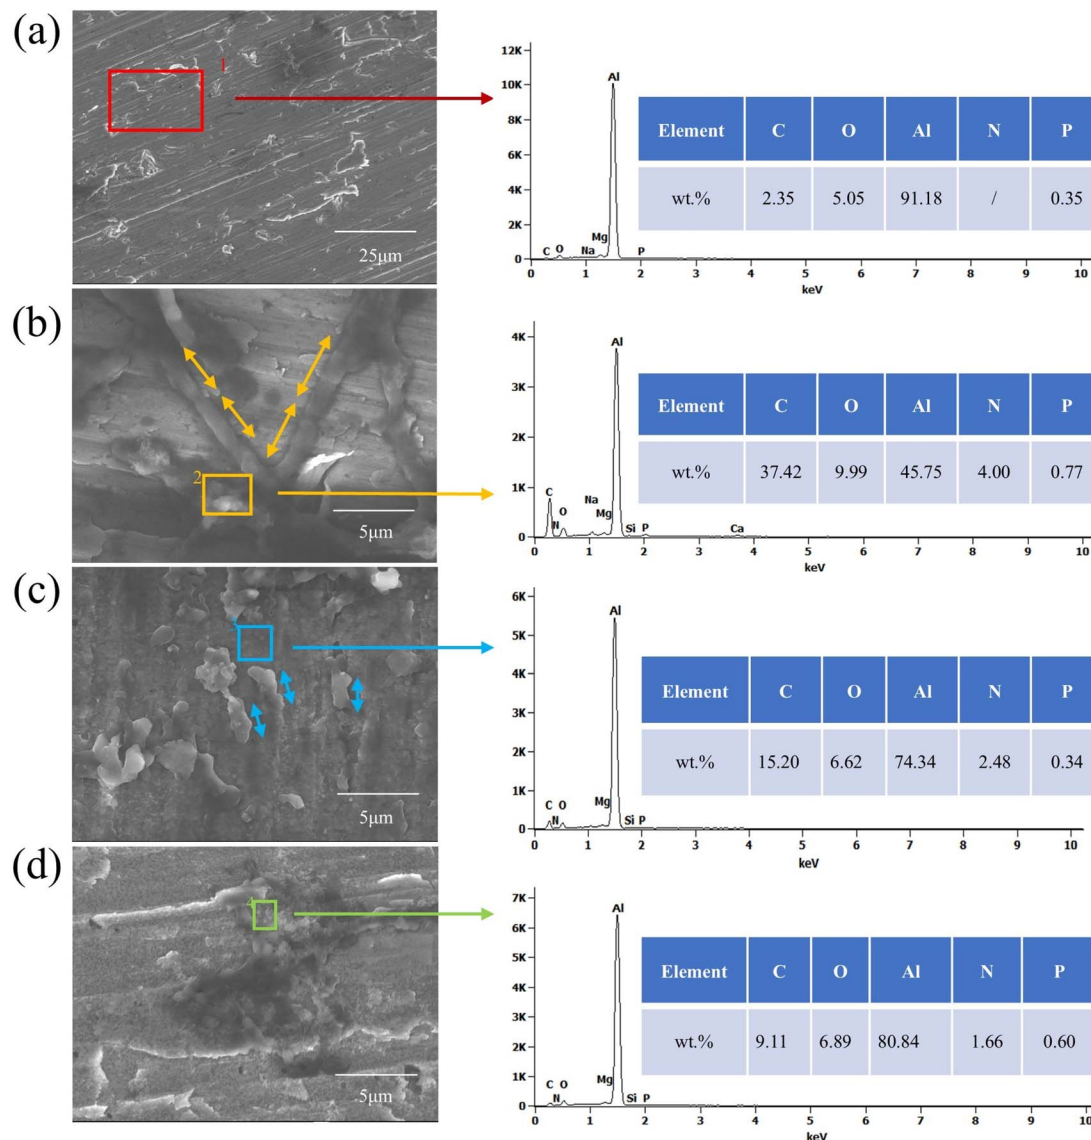 (a)
1
25μm
12K
10K
8K
6K
4K
2K
0
Al
C O Na Mg P
0 1 2 3 4 5 6 7 8 9 10
keV
Element C O Al N P
wt.% 2.35 5.05 91.18 / 0.35
(b)
2
5μm
4K
3K
2K
1K
0
Al
C N O Na Mg Si P Ca
0 1 2 3 4 5 6 7 8 9 10
keV
Element C O Al N P
wt.% 37.42 9.99 45.75 4.00 0.77
(c)
3
5μm
6K
5K
4K
3K
2K
1K
0
Al
C N O Mg Si P
0 1 2 3 4 5 6 7 8 9 10
keV
Element C O Al N P
wt.% 15.20 6.62 74.34 2.48 0.34
(d)
4
5μm
7K
6K
5K
4K
3K
2K
1K
0
Al
C N O Mg Si P
0 1 2 3 4 5 6 7 8 9 10
keV
Element C O Al N P
wt.% 9.11 6.89 80.84 1.66 0.60